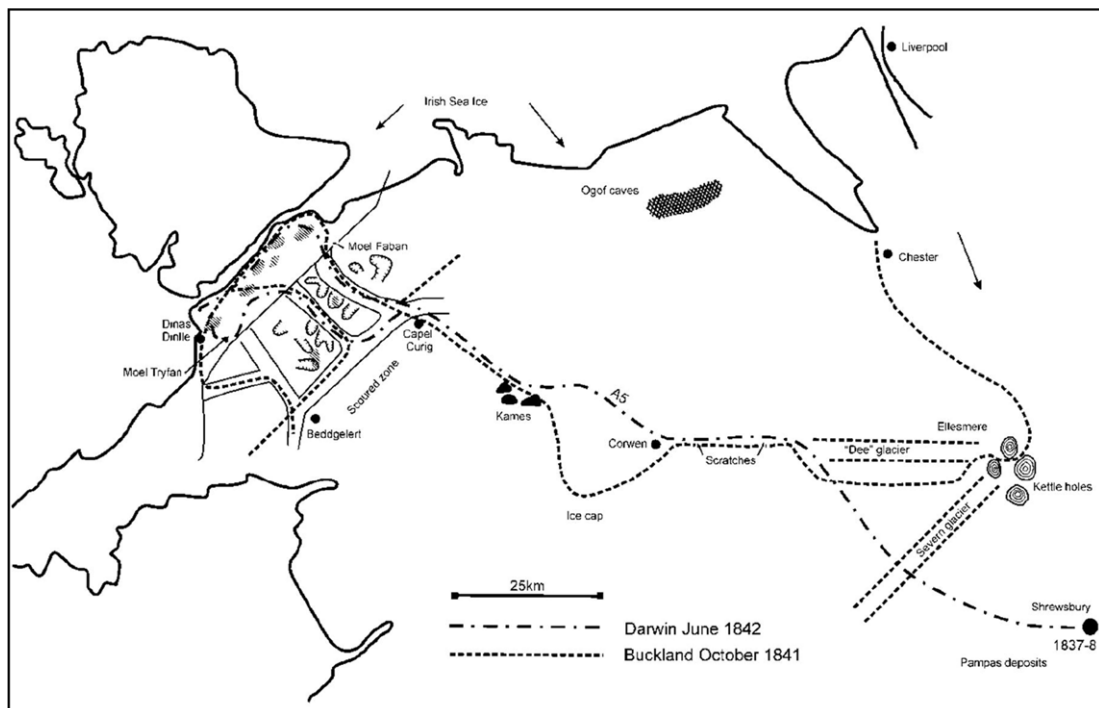 Liverpool
Irish Sea Ice
Ogof caves
Moel Faban
Chester
Dinas
Dinlle
Capel
Curig
Moel Tryfan
Scoured zone
A5
Kames
Beddgelert
Corwen
Ellesmere
"Dee" glacier
Scratches
Kettle holes
Ice cap
Severn glacier
25km
Shrewsbury
Darwin June 1842
1837-8
Buckland October 1841
Pampas deposits